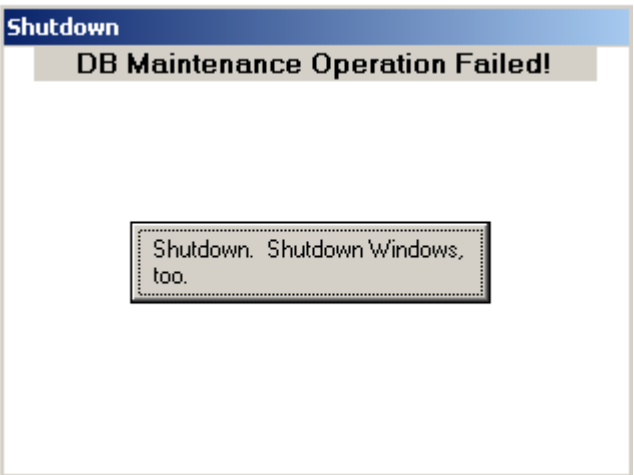 Shutdown
DB Maintenance Operation Failed!
Shutdown.  Shutdown Windows,
too.